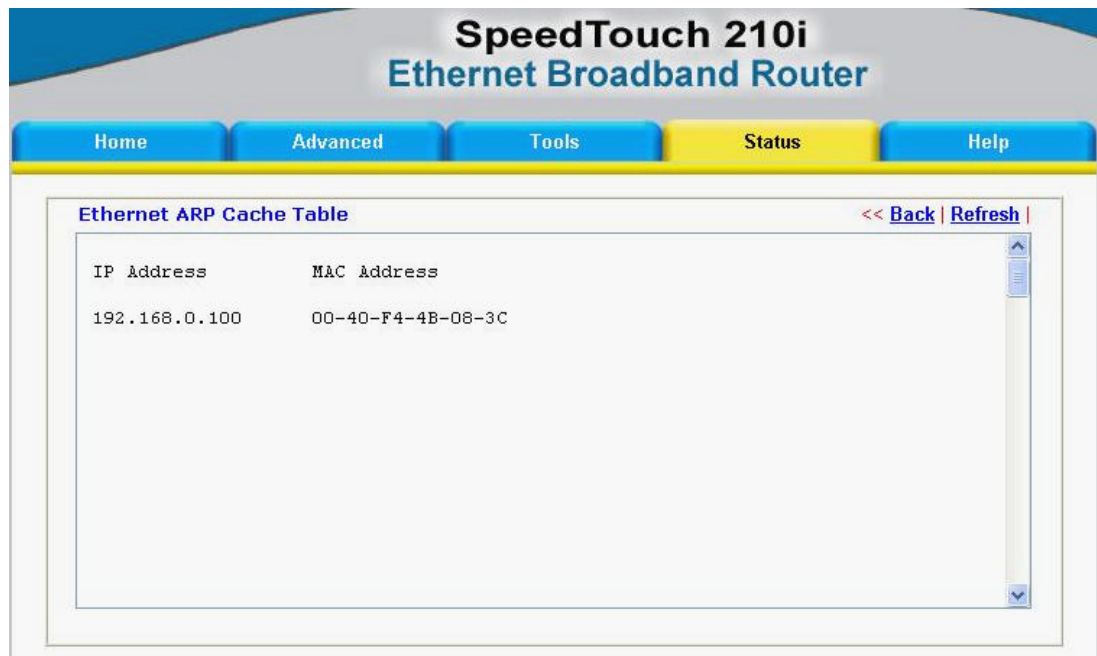 SpeedTouch 210i
Ethernet Broadband Router
Home Advanced Tools Status Help
Ethernet ARP Cache Table << Back | Refresh |
IP Address MAC Address
192.168.0.100 00-40-F4-4B-08-3C